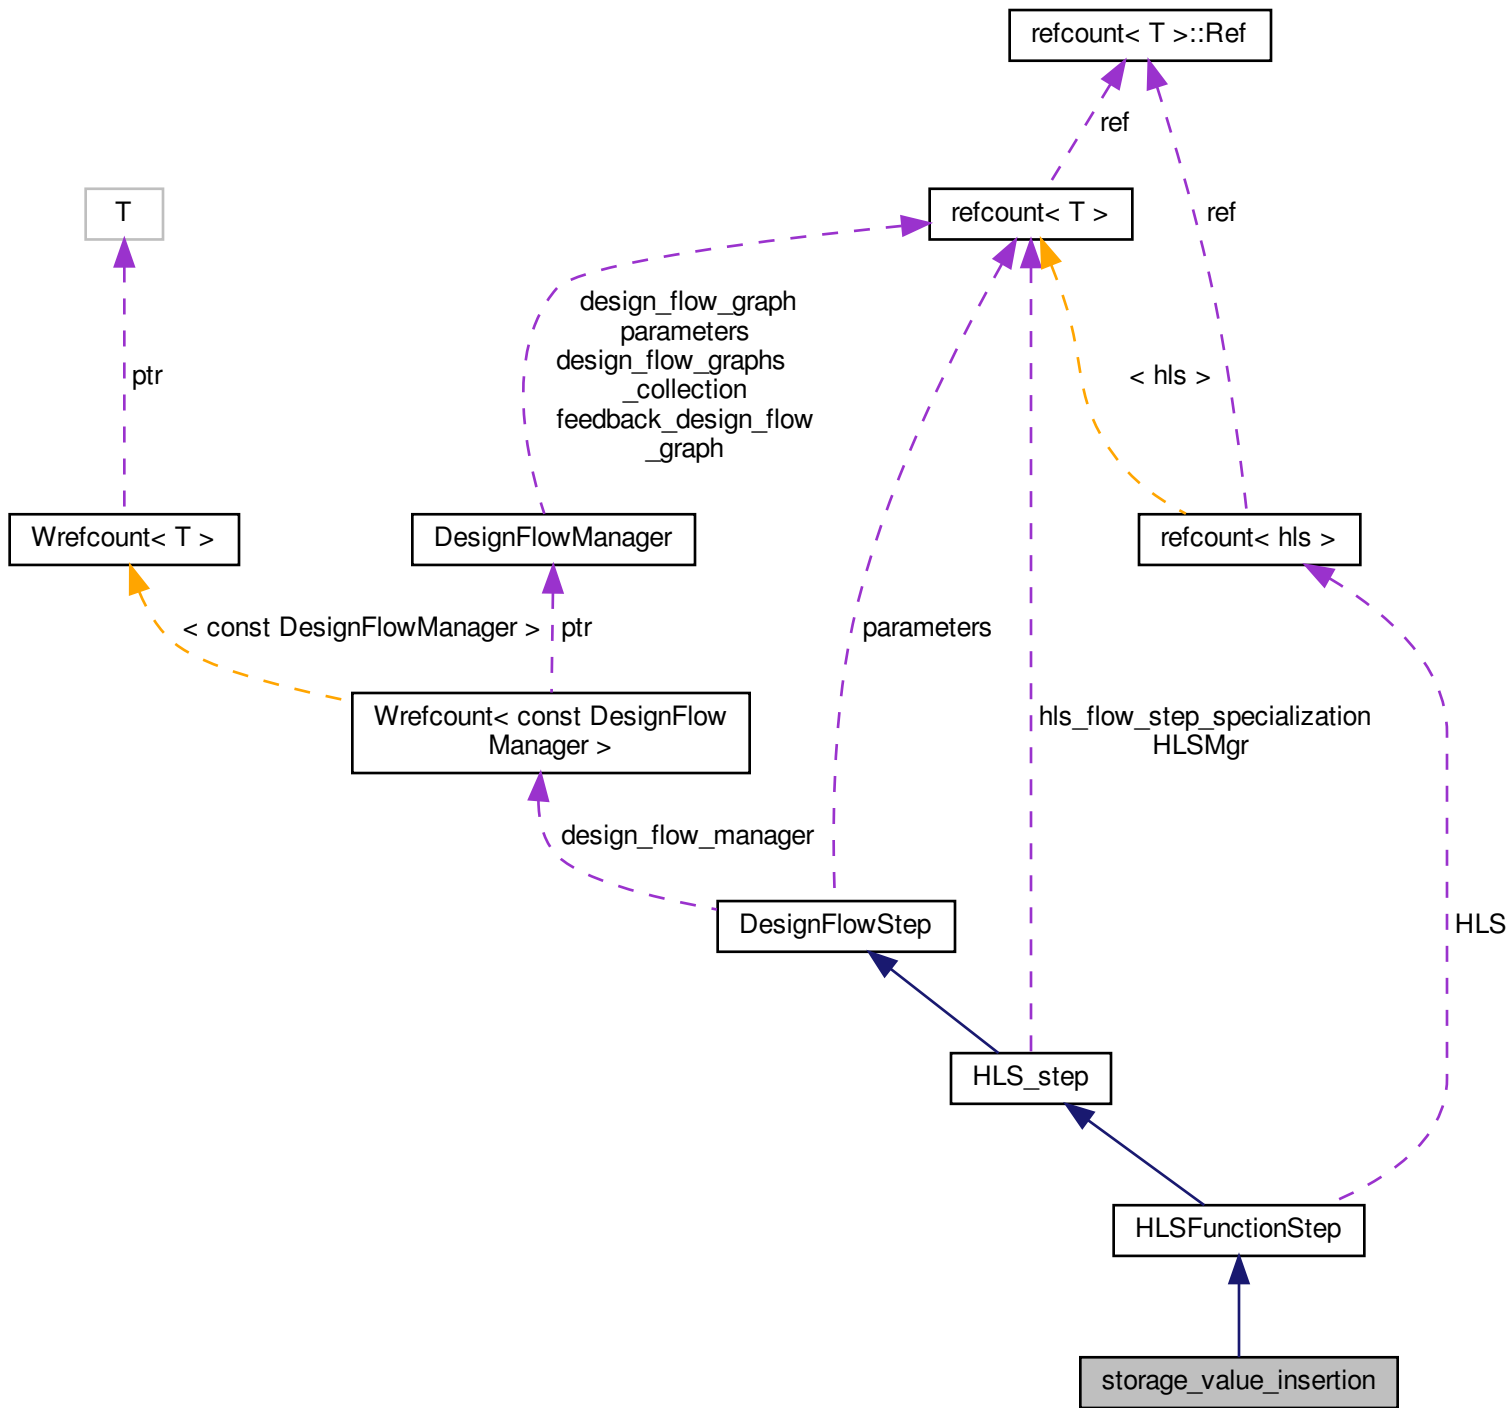 refcount< T >::Ref
ref
T
refcount< T >
ref
design_flow_graph
parameters
design_flow_graphs
_collection
feedback_design_flow
_graph
ptr
< hls >
Wrefcount< T >
DesignFlowManager
refcount< hls >
< const DesignFlowManager >
ptr
parameters
Wrefcount< const DesignFlow
Manager >
hls_flow_step_specialization
HLSMgr
design_flow_manager
DesignFlowStep
HLS
HLS_step
HLSFunctionStep
storage_value_insertion